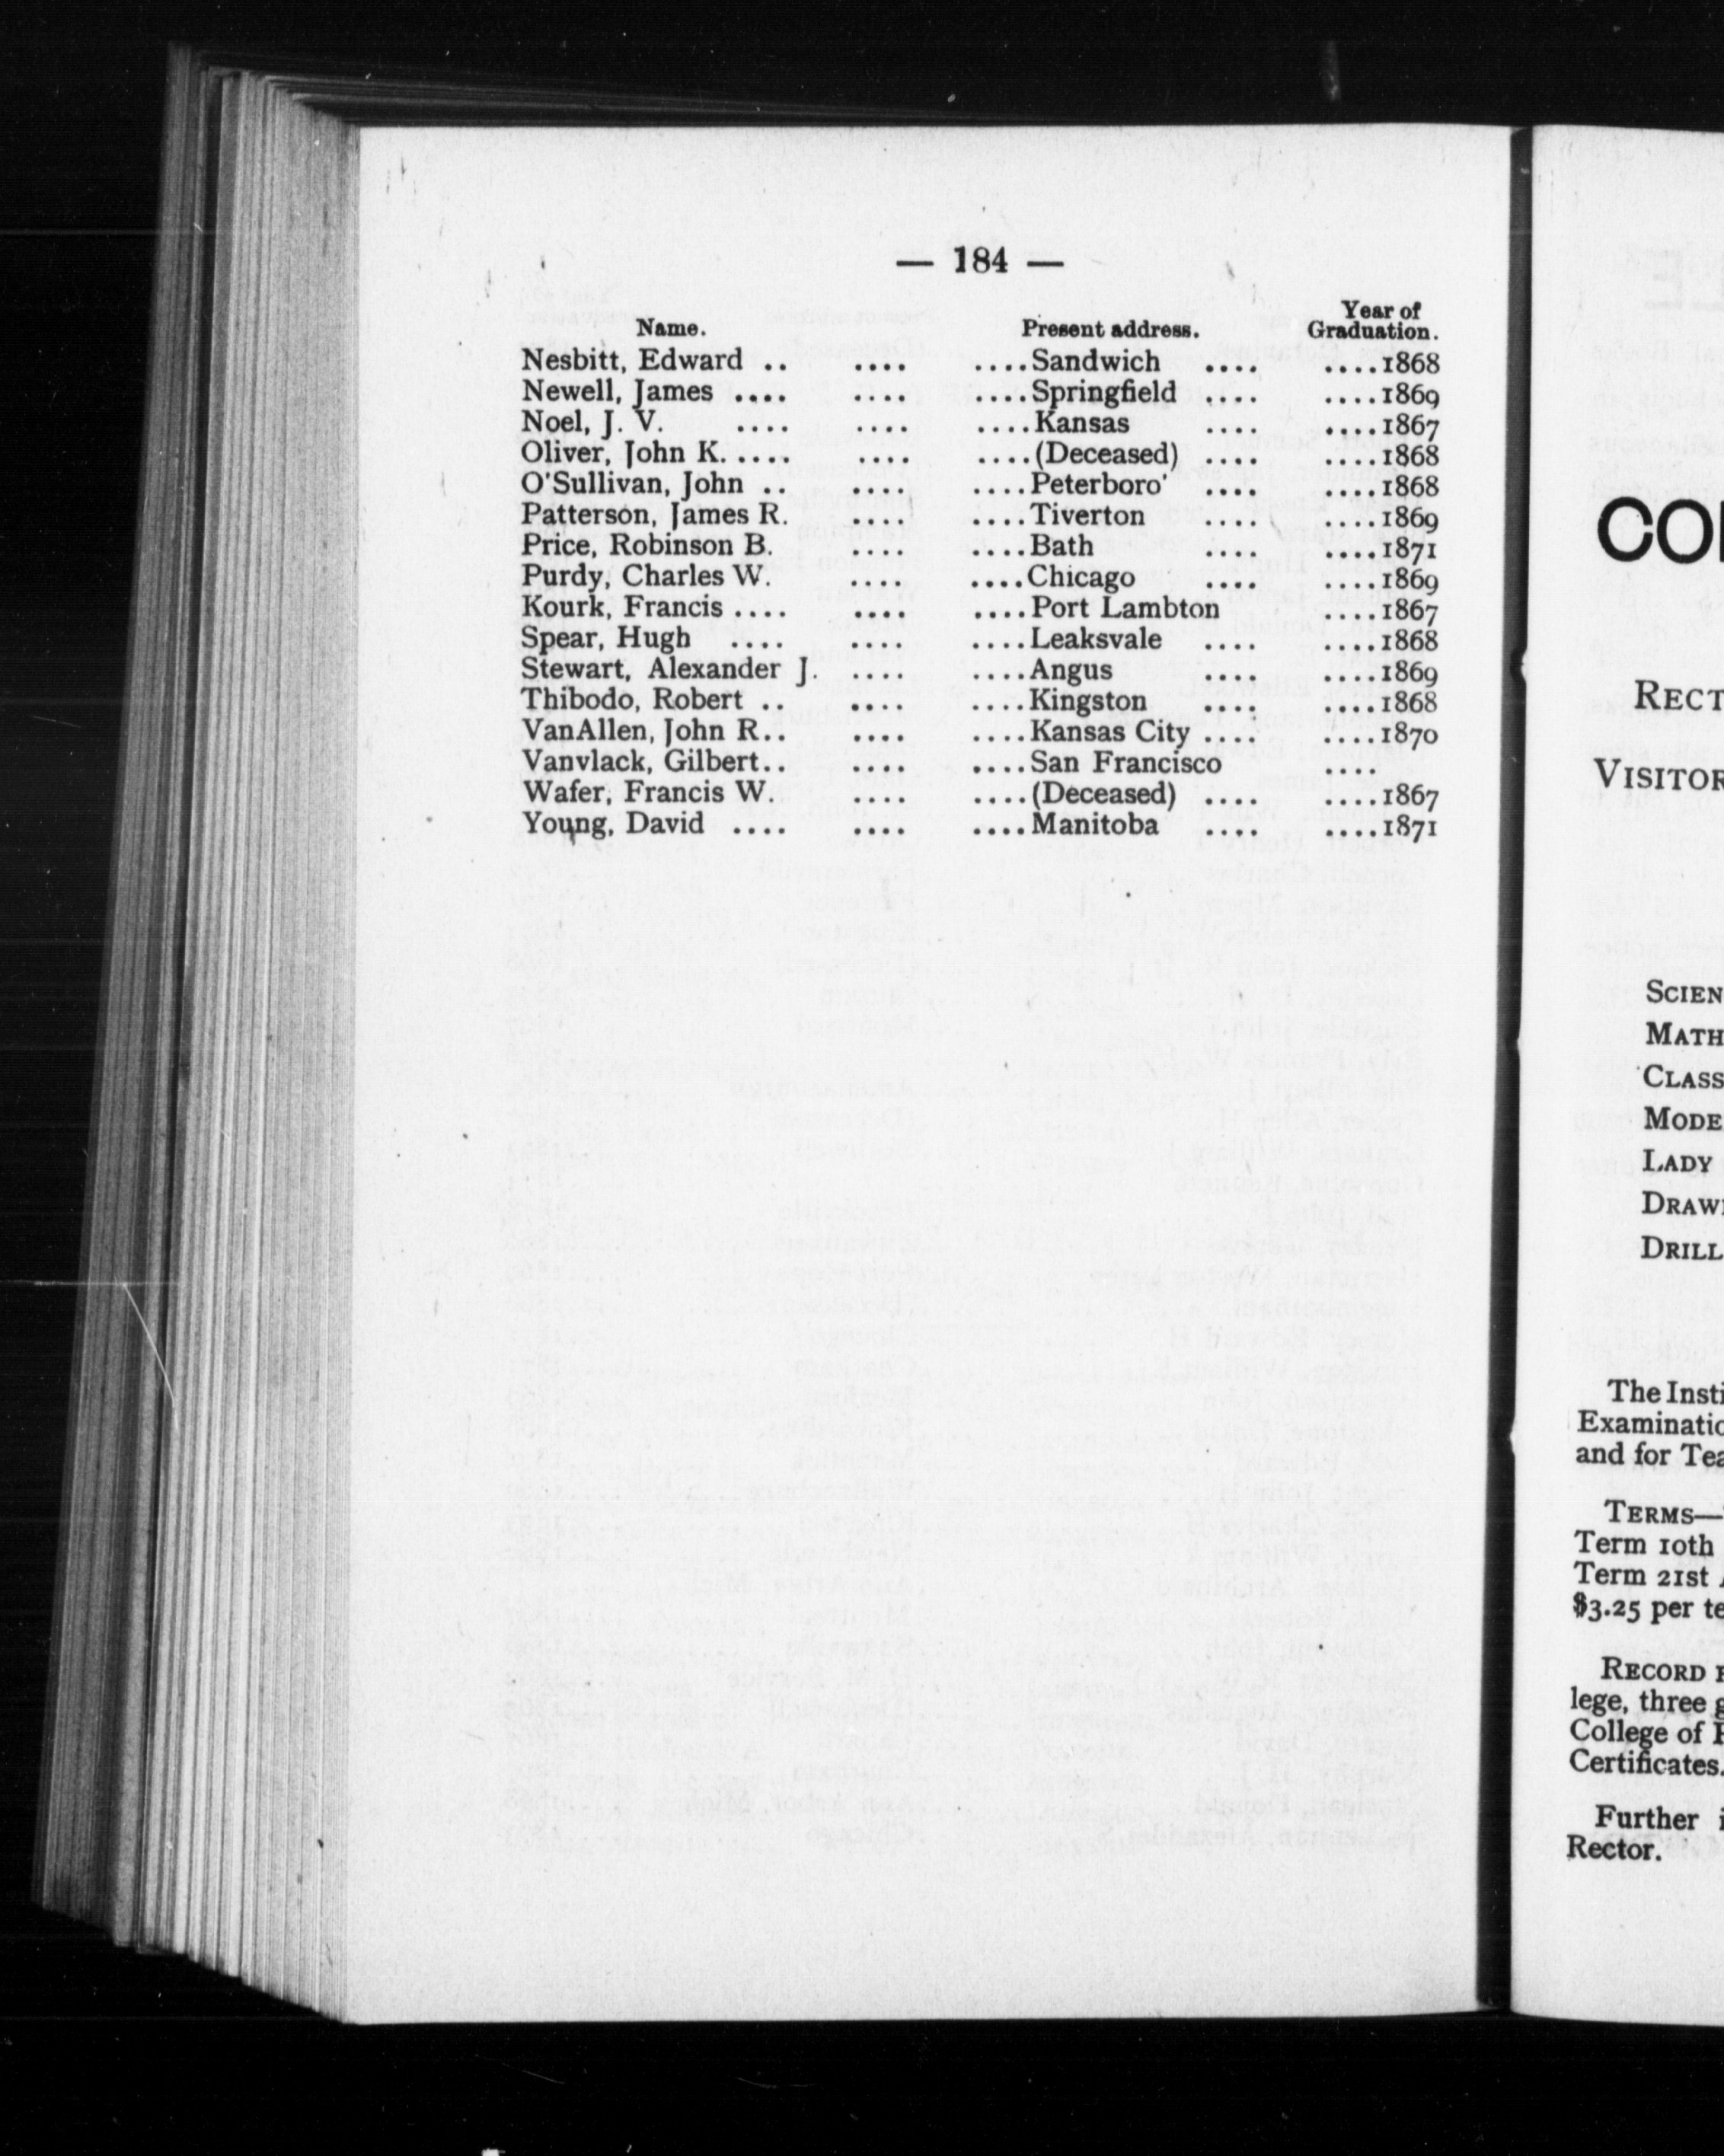 — 184 —
Name. Present address. Year of Graduation.
Nesbitt, Edward .. .... ....Sandwich .... ....1868
Newell, James .... .... ....Springfield .... ....1869
Noel, J. V. .... .... ....Kansas .... ....1867
Oliver, John K. .... .... ....(Deceased) .... ....1868
O'Sullivan, John .. .... ....Peterboro' .... ....1868
Patterson, James R. .... ....Tiverton .... ....1869
Price, Robinson B. .... ....Bath .... ....1871
Purdy, Charles W. .... ....Chicago .... ....1869
Kourk, Francis .... .... ....Port Lambton ....1867
Spear, Hugh .... .... ....Leaksvale .... ....1868
Stewart, Alexander J. .... ....Angus .... ....1869
Thibodo, Robert .. .... ....Kingston .... ....1868
VanAllen, John R.. .... ....Kansas City .... ....1870
Vanvlack, Gilbert.. .... ....San Francisco ....
Wafer, Francis W. .... ....(Deceased) .... ....1867
Young, David .... .... ....Manitoba .... ....1871
RECT
VISITOR
SCIEN
MATH
CLASS
MODE
LADY
DRAW
DRILL
The Insti
Examinatio
and for Tea
TERMS—
Term 10th
Term 21st
$3.25 per te
RECORD
lege, three g
College of
Certificates.
Further i
Rector.